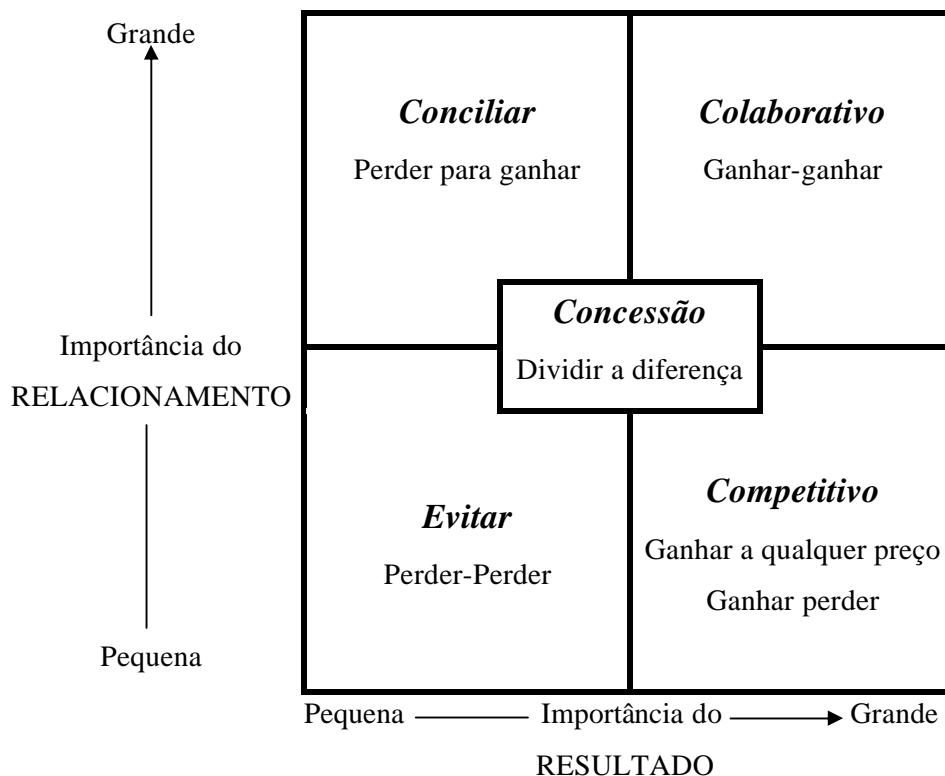 Grande
Conciliar
Perder para ganhar
Colaborativo
Ganhar-ganhar
Concessão
Dividir a diferença
Importância do
RELACIONAMENTO
Evitar
Perder-Perder
Competitivo
Ganhar a qualquer preço
Ganhar perder
Pequena
Pequena Importância do Grande
RESULTADO